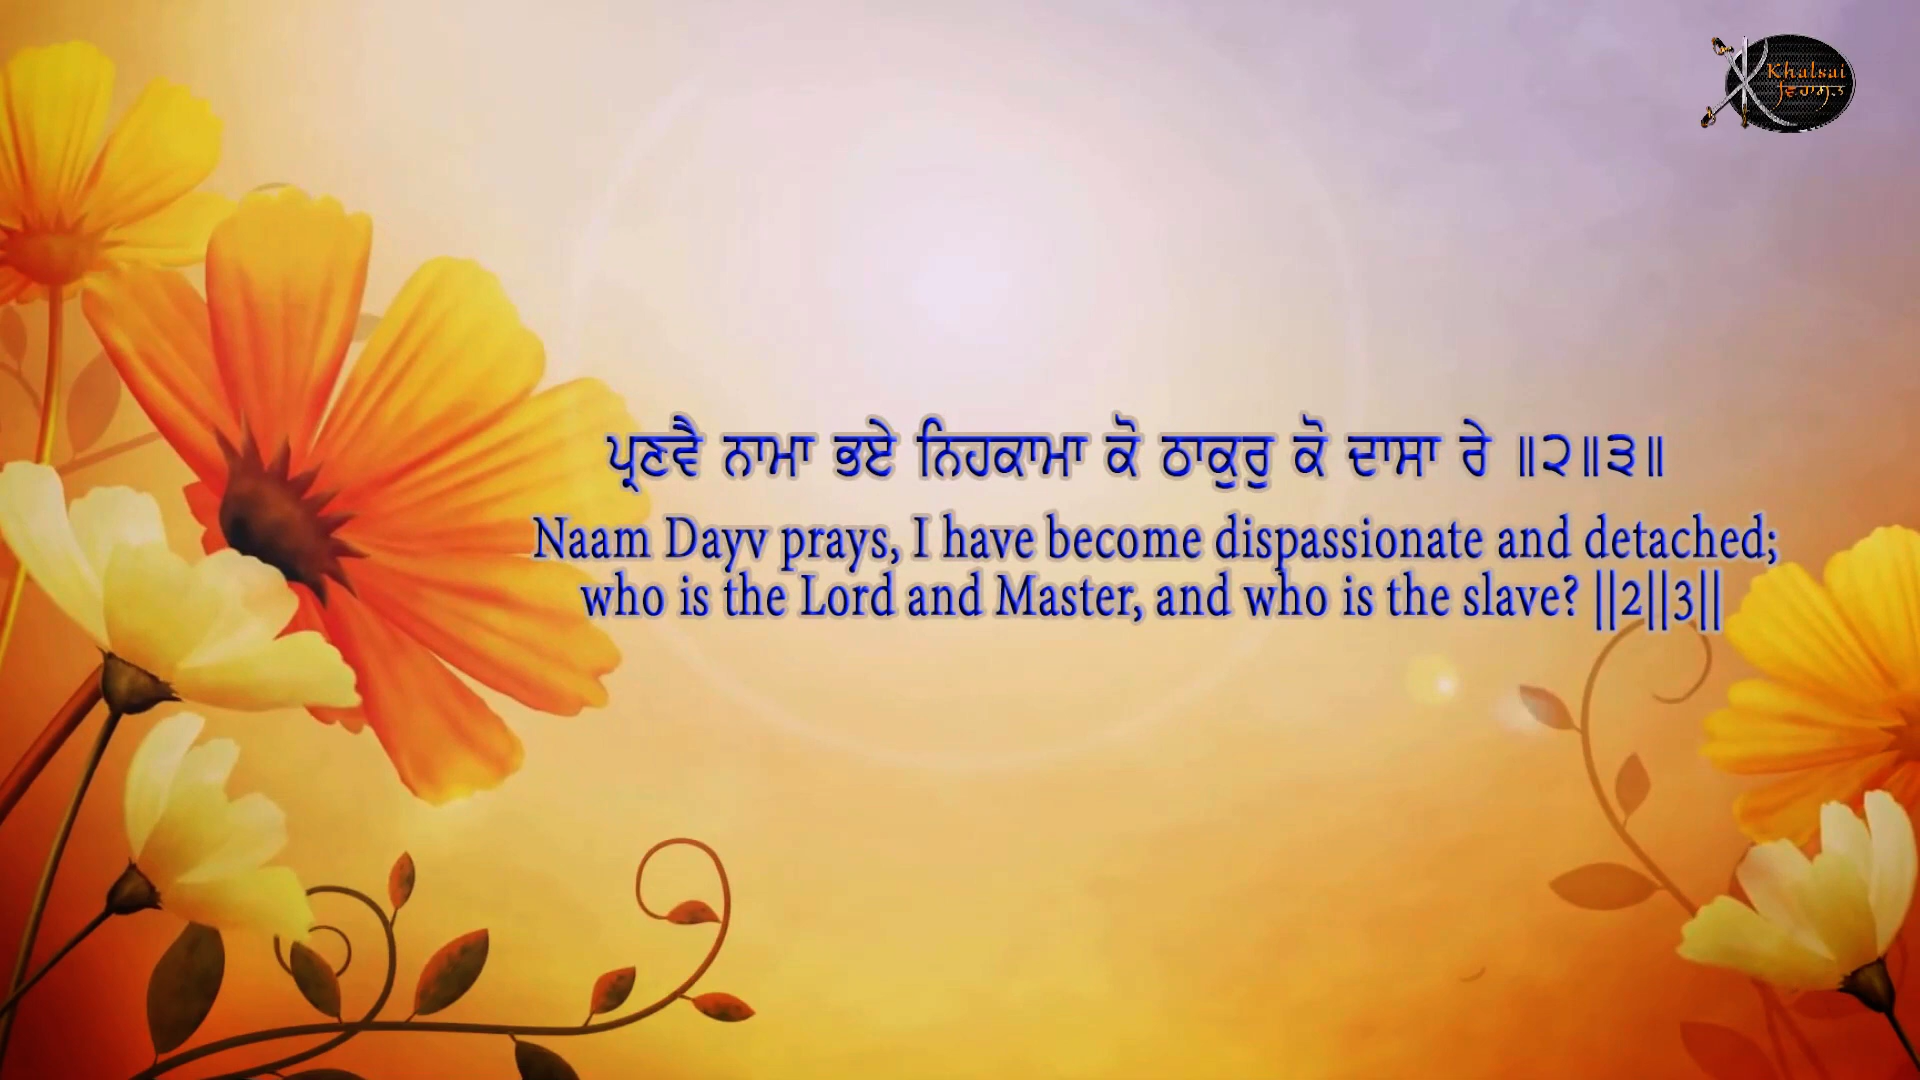 Khalsai
ਵਿਰਾਸਤ
ਪ੍ਰਣਵੈ ਨਾਮਾ ਭਏ ਨਿਹਕਾਮਾ ਕੋ ਠਾਕੁਰੁ ਕੋ ਦਾਸਾ ਰੇ ॥੨॥੩॥
Naam Dayv prays, I have become dispassionate and detached;
who is the Lord and Master, and who is the slave? ||2||3||